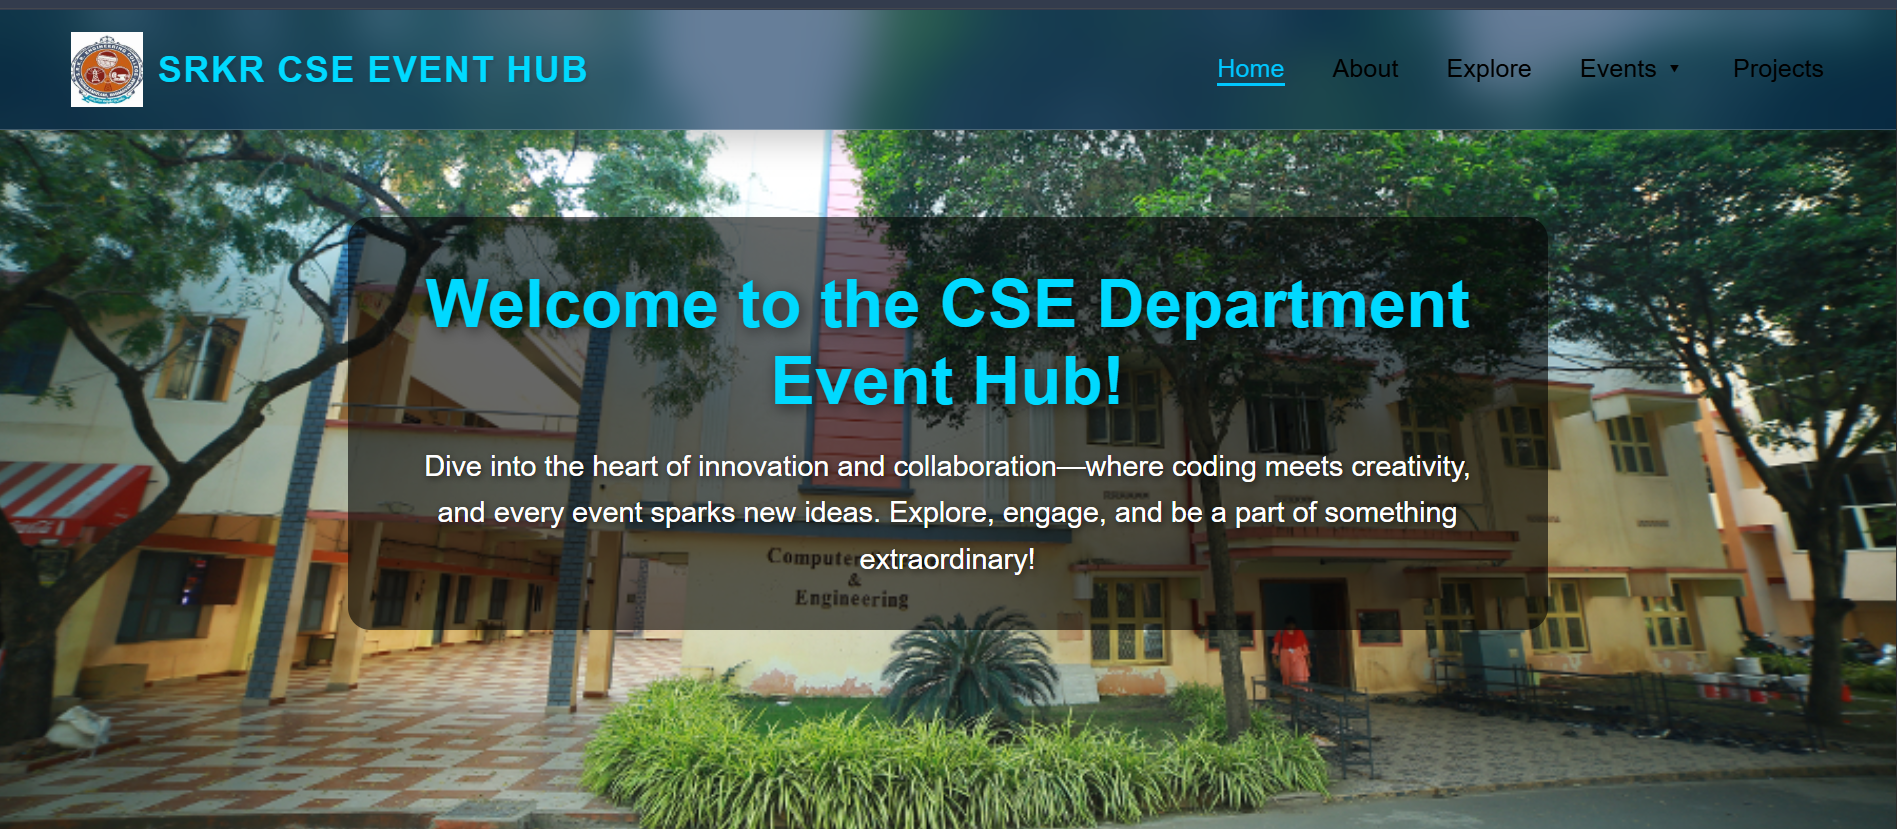 SRKR CSE EVENT HUB
Home About Explore Events ▼ Projects
Welcome to the CSE Department
Event Hub!
Dive into the heart of innovation and collaboration—where coding meets creativity,
and every event sparks new ideas. Explore, engage, and be a part of something
extraordinary!
&
Engineering